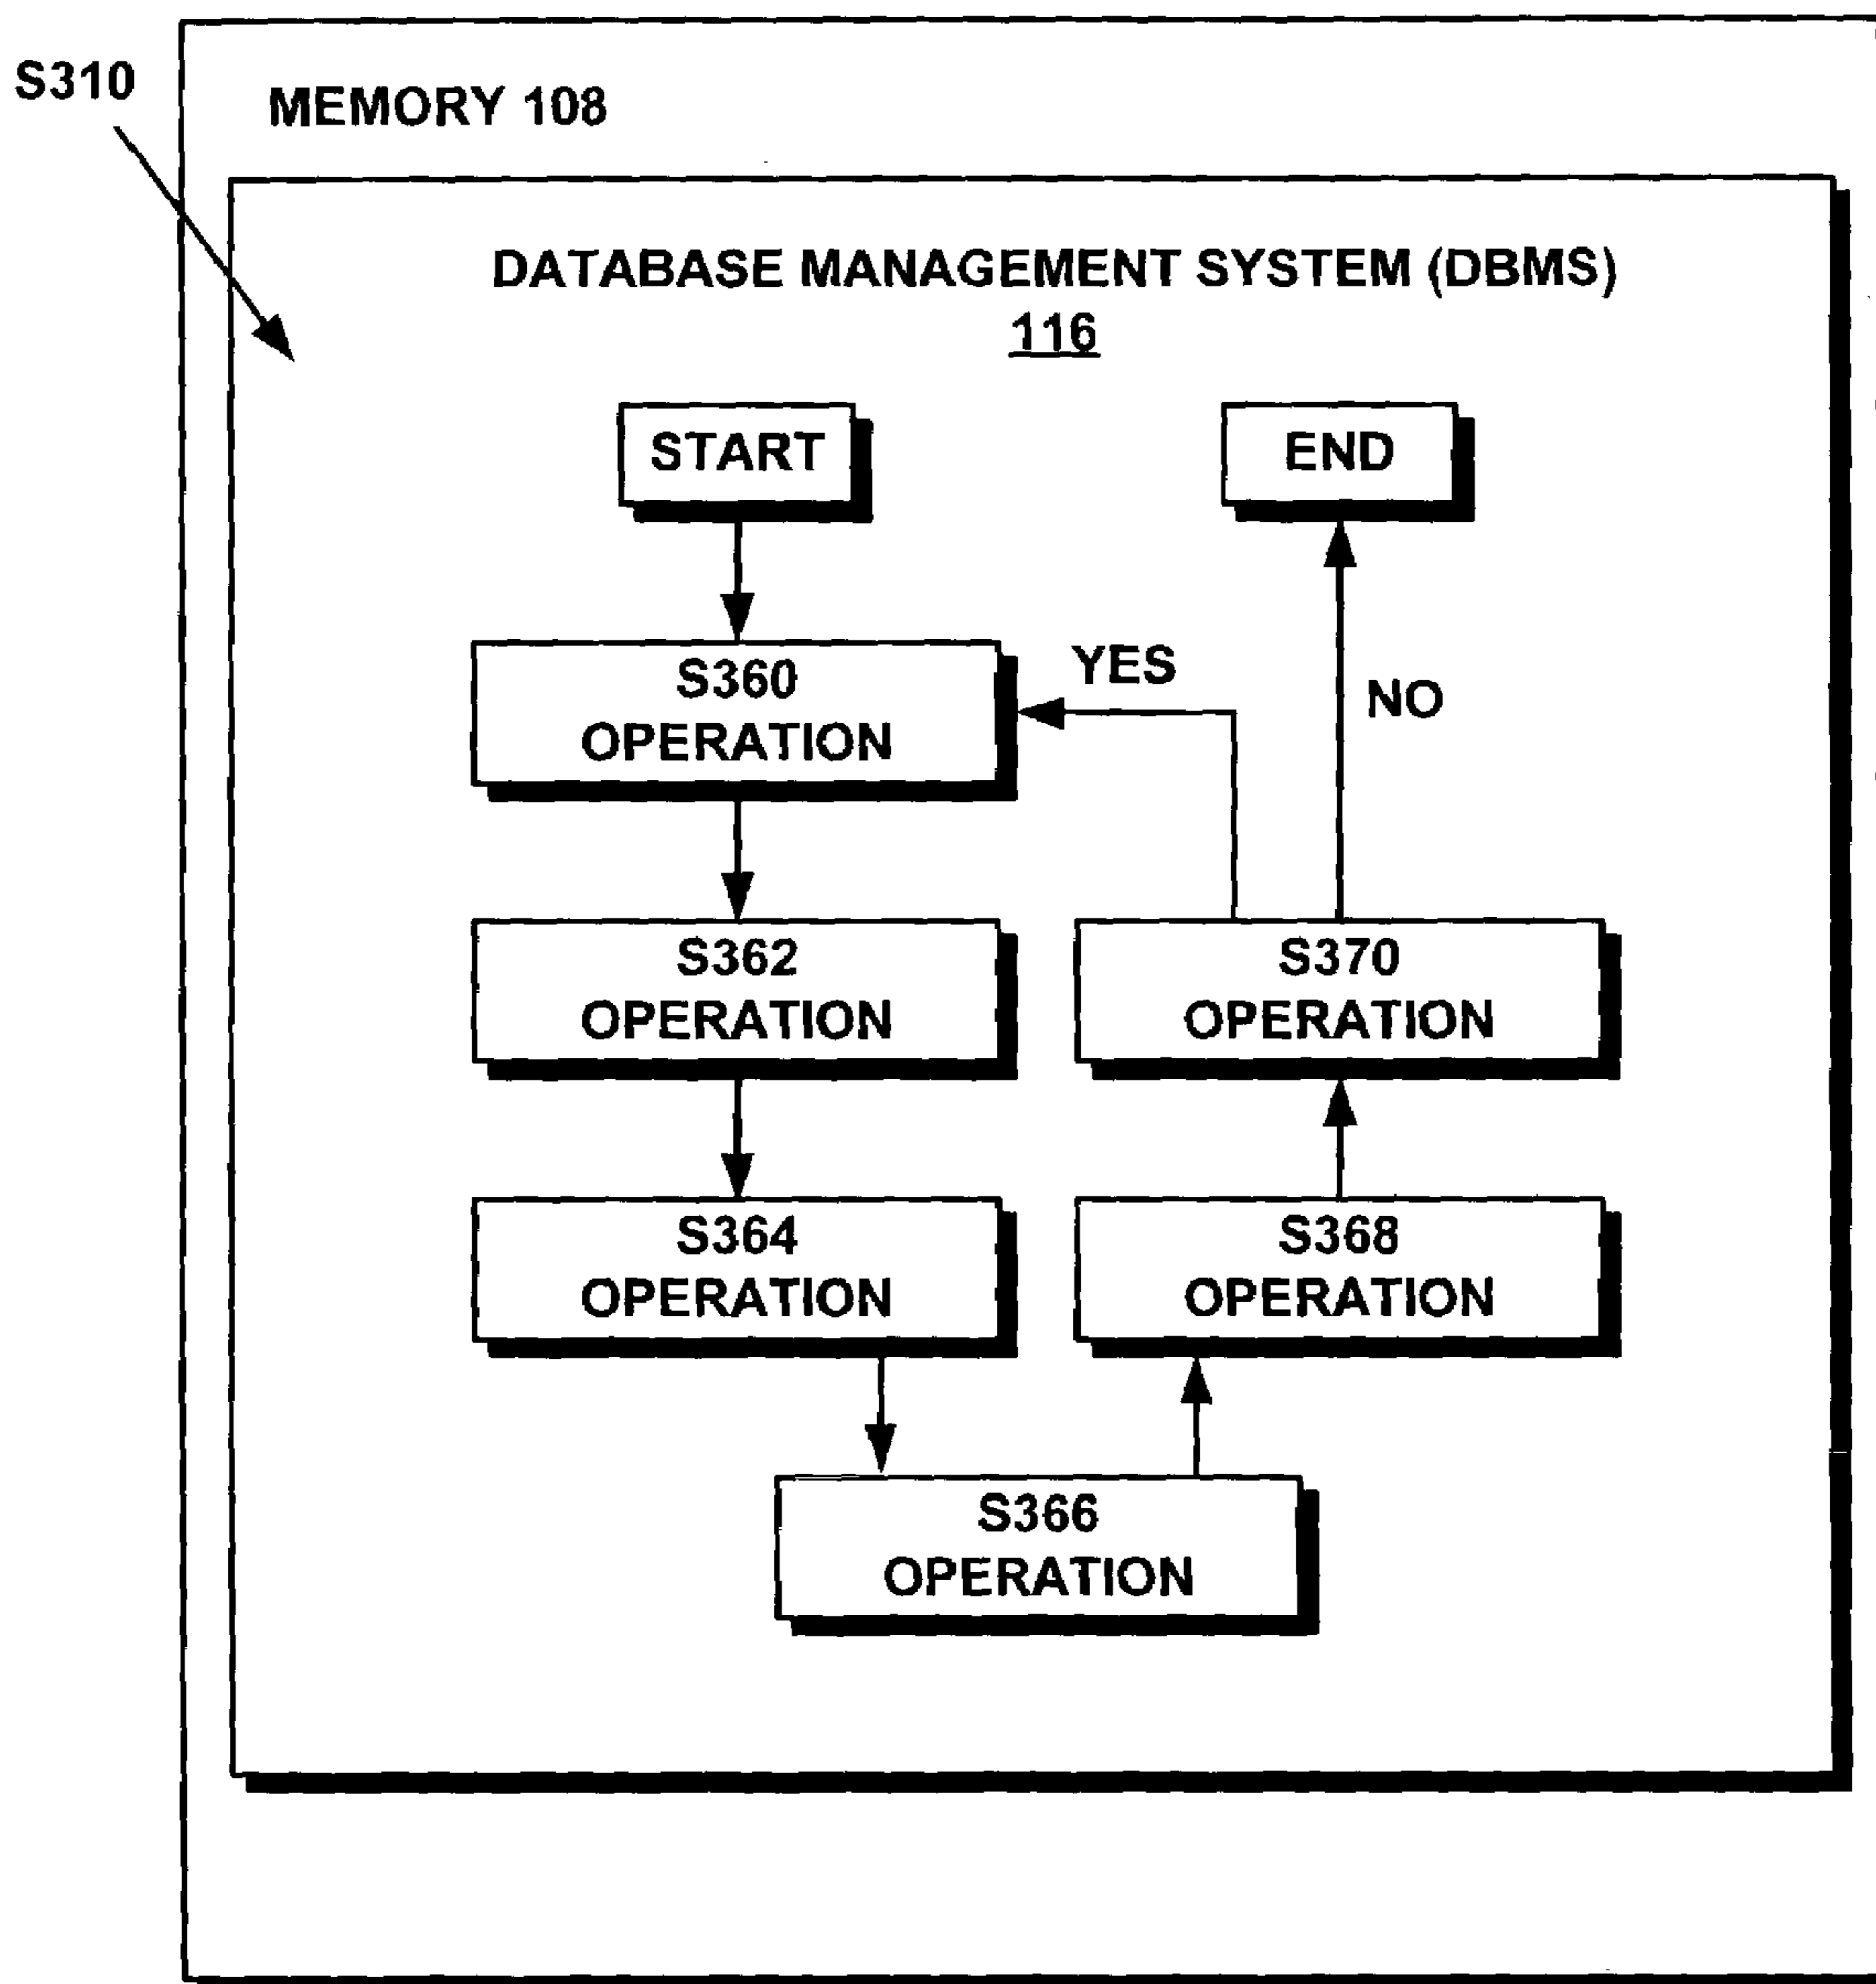 S310
MEMORY 108
DATABASE MANAGEMENT SYSTEM (DBMS)
116
START
END
S360
OPERATION
YES
NO
S362
OPERATION
S370
OPERATION
S364
OPERATION
S368
OPERATION
S366
OPERATION